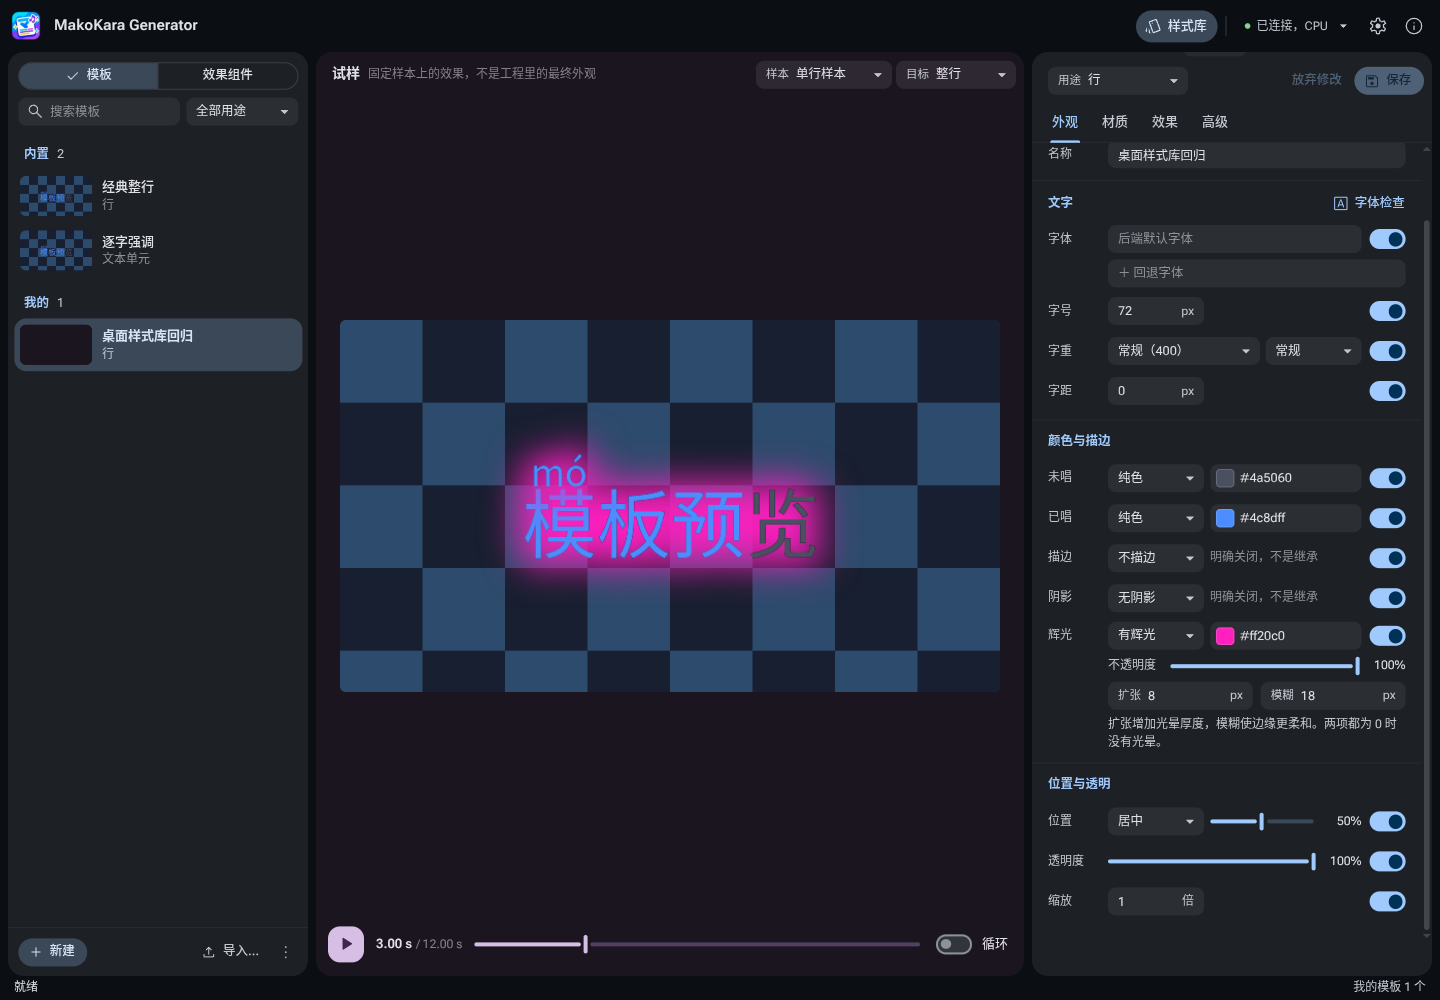 MakoKara Generator
样式库
已连接，CPU
模板
效果组件
搜索模板
全部用途
内置 2
模板预览
经典整行
行
模板预览
逐字强调
文本单元
我的 1
桌面样式库回归
行
新建
导入...
就绪
试样 固定样本上的效果，不是工程里的最终外观
样本 单行样本
目标 整行
mó
模板预览
3.00 s / 12.00 s
循环
用途 行
放弃修改
保存
外观
材质
效果
高级
名称
桌面样式库回归
文字
字体检查
字体
后端默认字体
回退字体
字号
72 px
字重
常规（400）
常规
字距
0 px
颜色与描边
未唱
纯色
#4a5060
已唱
纯色
#4c8dff
描边
不描边
明确关闭，不是继承
阴影
无阴影
明确关闭，不是继承
辉光
有辉光
#ff20c0
不透明度
100%
扩张 8 px
模糊 18 px
扩张增加光晕厚度，模糊使边缘更柔和。两项都为 0 时
没有光晕。
位置与透明
位置
居中
50%
透明度
100%
缩放
1 倍
我的模板 1 个